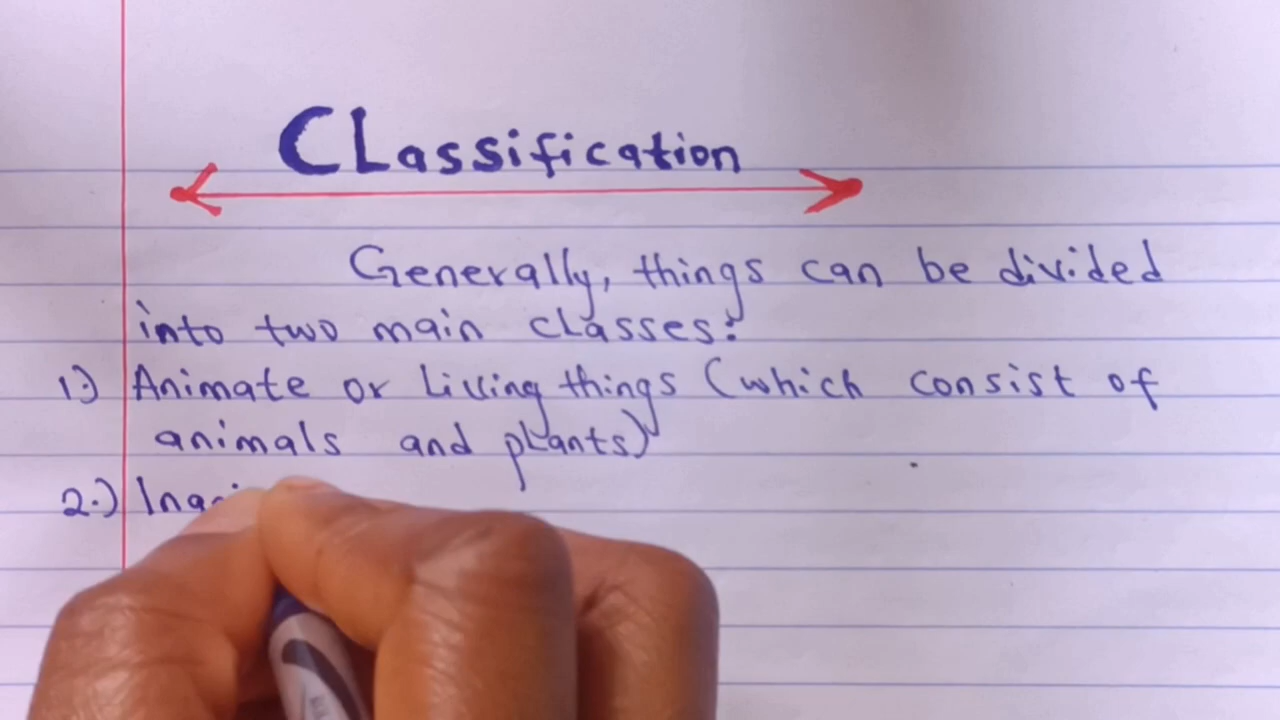 CLassification
Generally, things can be divided
into two main classes:
1.) Animate or Living things (which consist of
animals and plants)
2.)